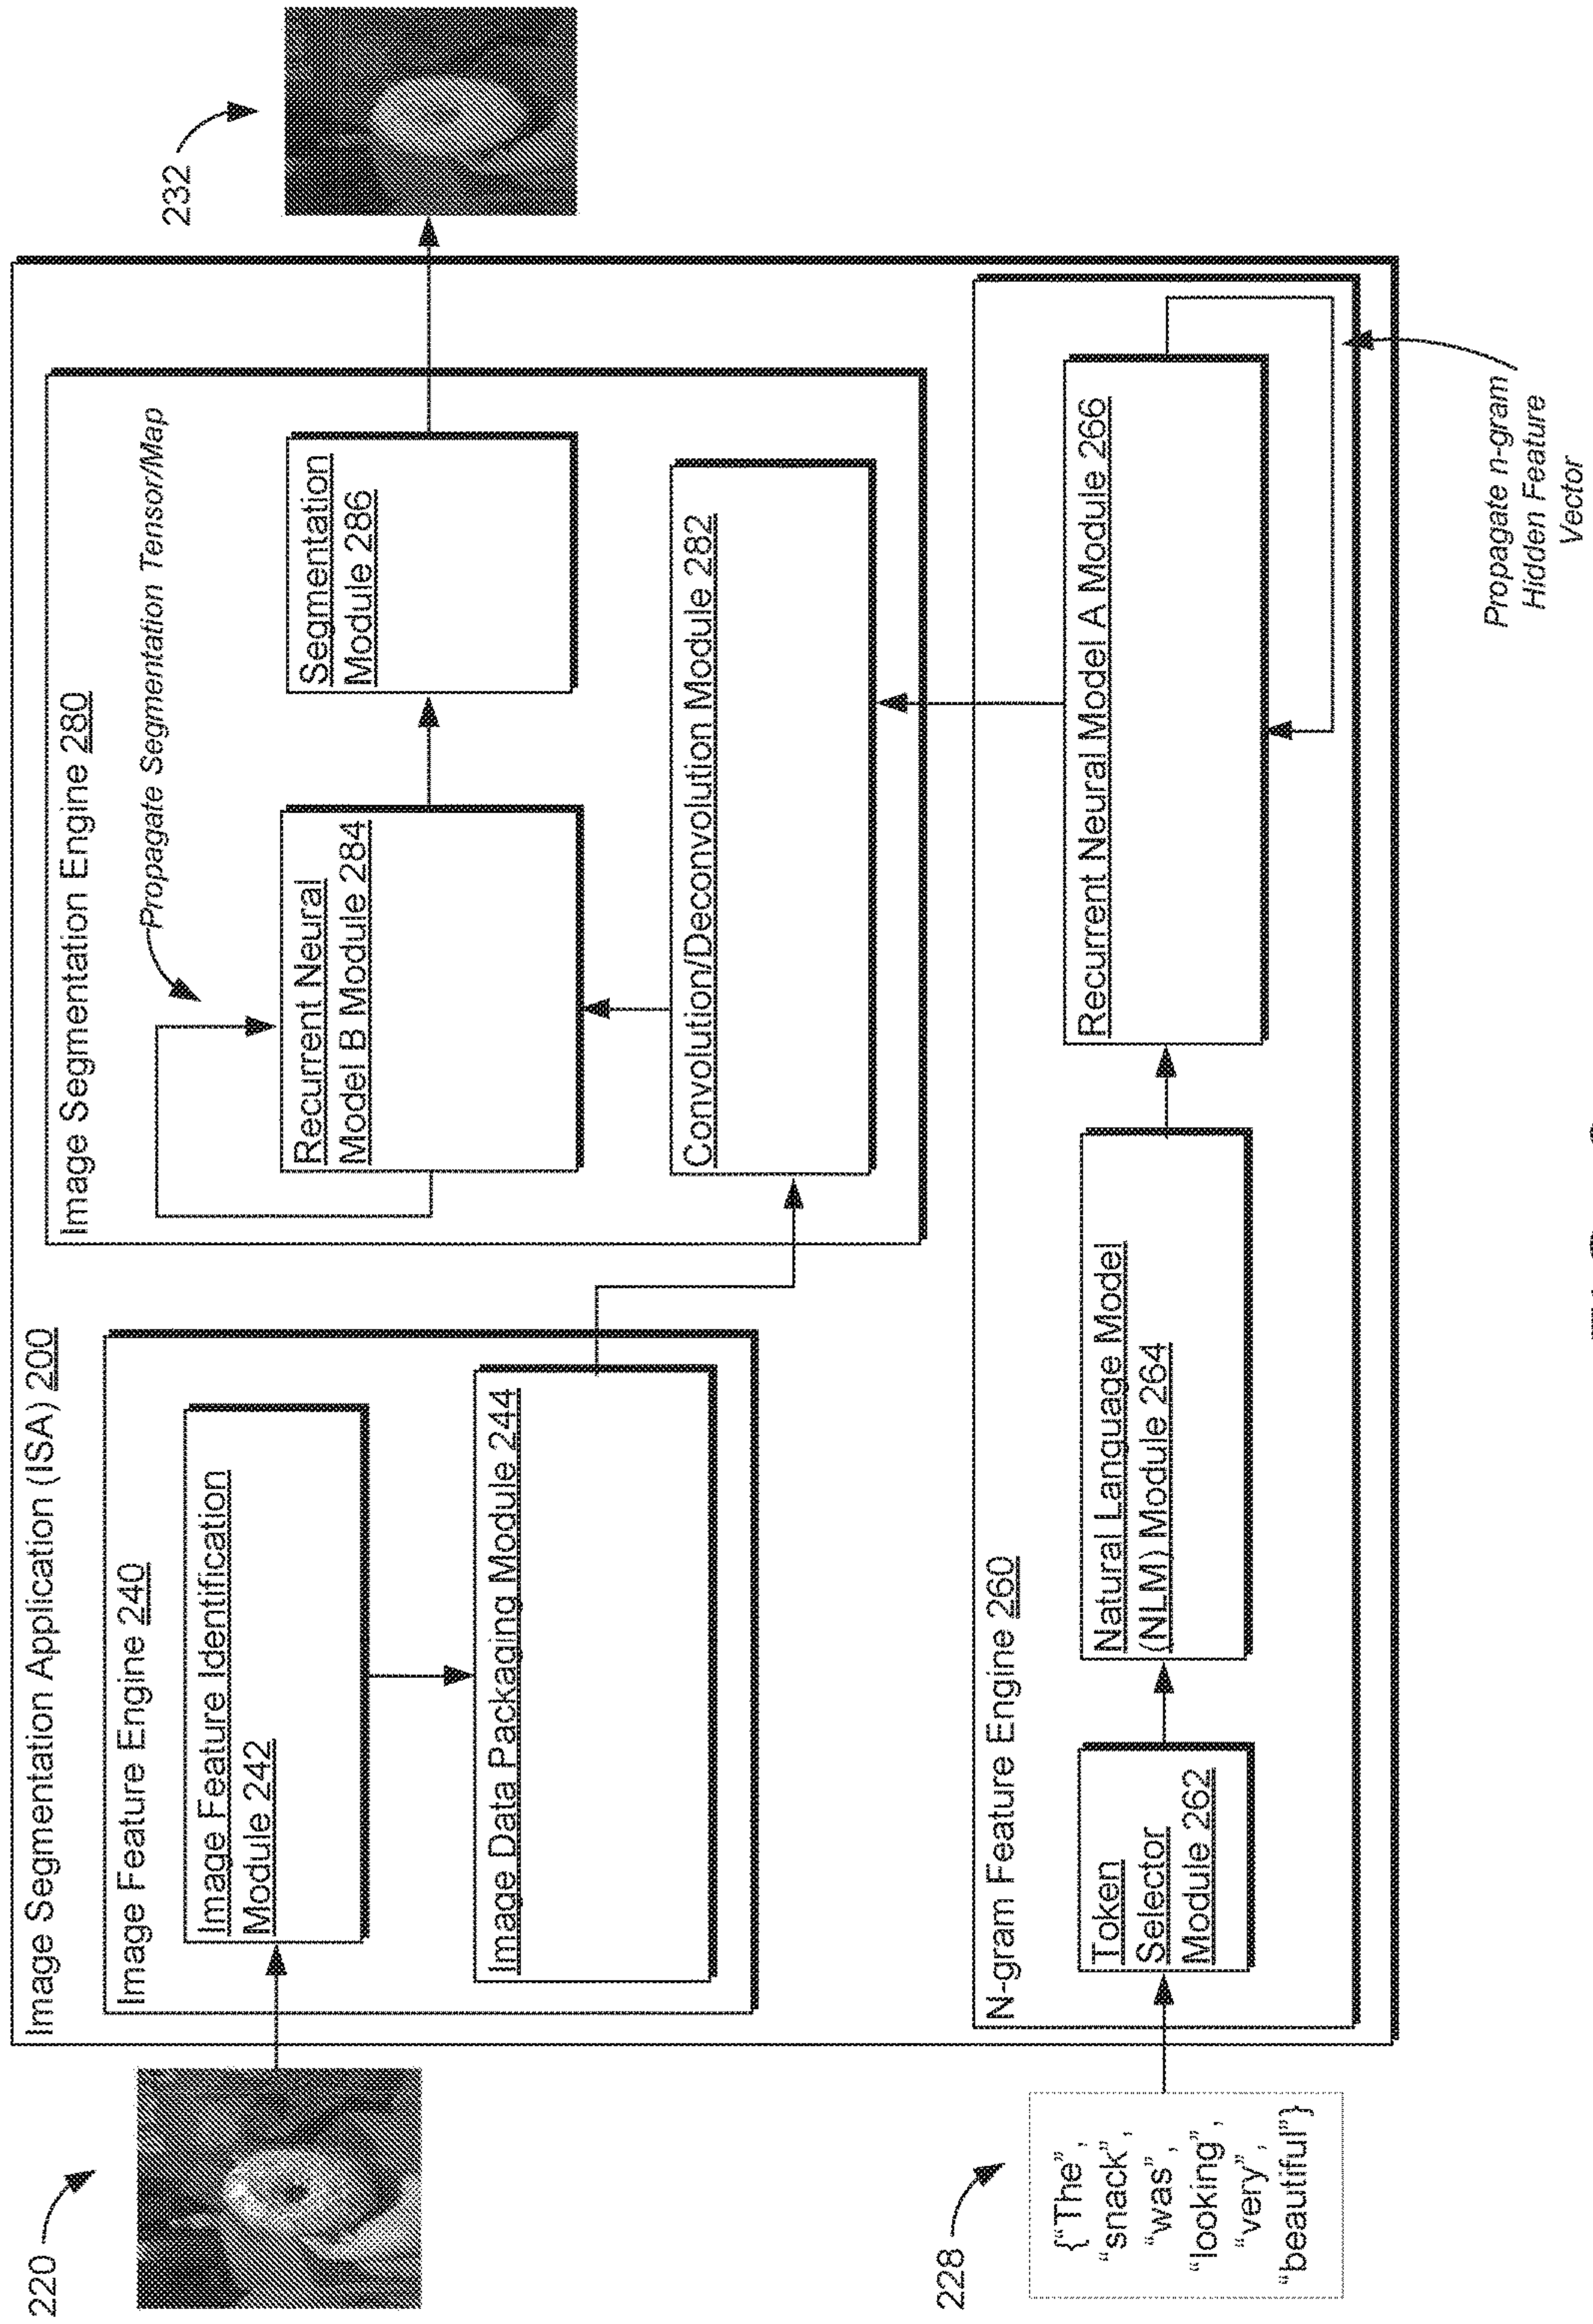 220
232
Image Segmentation Application (ISA) 200
Image Feature Engine 240
Image Feature Identification
Module 242
Image Data Packaging Module 244
Image Segmentation Engine 280
Propagate Segmentation Tensor/Map
Recurrent Neural
Model B Module 284
Segmentation
Module 286
Convolution/Deconvolution Module 282
228
{“The”,
“snack”,
“was”,
“looking”,
“very”,
“beautiful”}
N-gram Feature Engine 260
Token
Selector
Module 262
Natural Language Model
(NLM) Module 264
Recurrent Neural Model A Module 266
Propagate n-gram
Hidden Feature
Vector